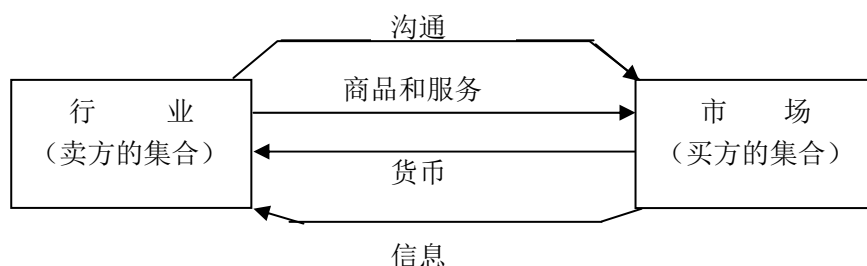 沟通
商品和服务
行 业
（卖方的集合）
市 场
（买方的集合）
货币
信息